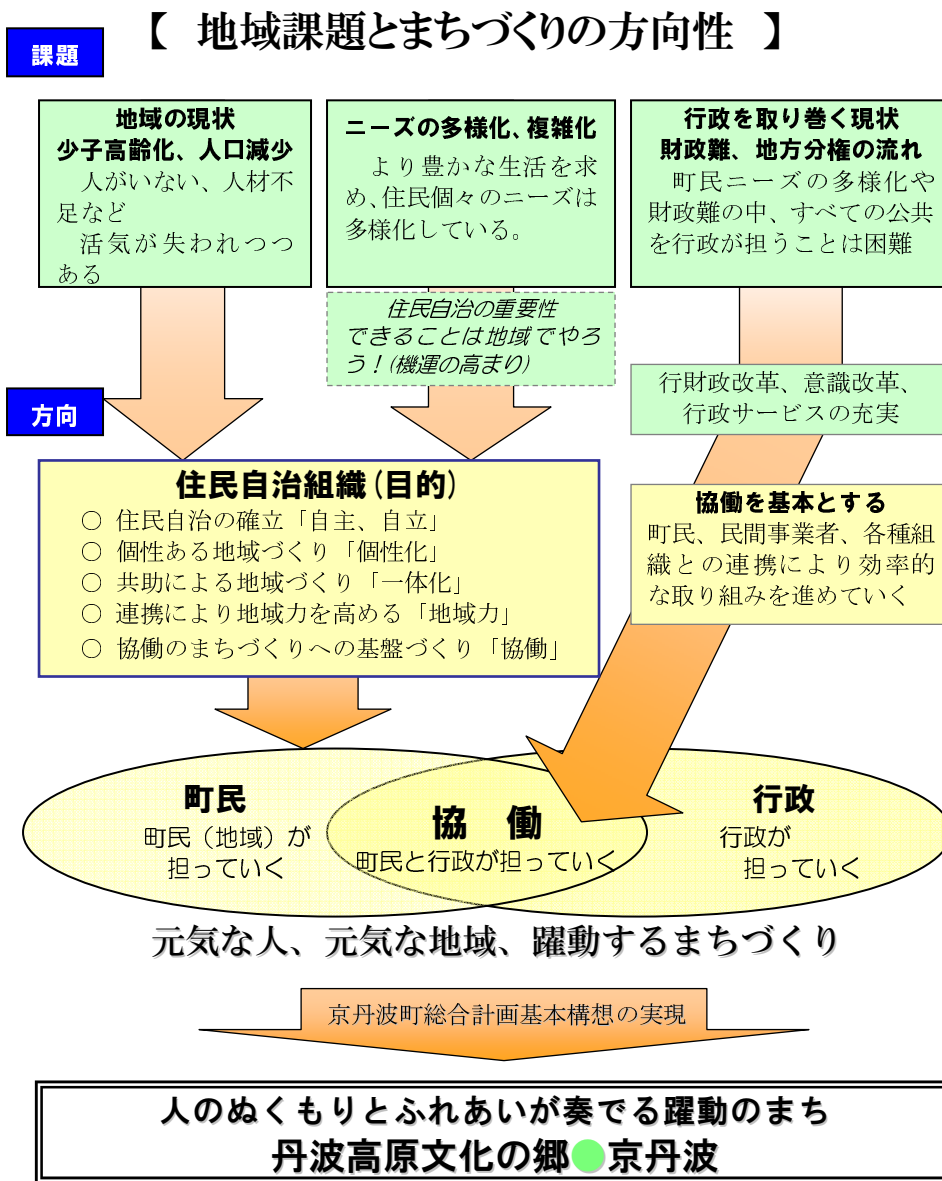 【 地域課題とまちづくりの方向性 】
課題
地域の現状
少子高齢化、人口減少
人がいない、人材不
足など
活気が失われつつ
ある
ニーズの多様化、複雑化
より豊かな生活を求
め、住民個々のニーズは
多様化している。
行政を取り巻く現状
財政難、地方分権の流れ
町民ニーズの多様化や
財政難の中、すべての公共
を行政が担うことは困難
住民自治の重要性
できることは地域でやろ
う！(機運の高まり)
行財政改革、意識改革、
行政サービスの充実
方向
住民自治組織(目的)
○ 住民自治の確立「自主、自立」
○ 個性ある地域づくり「個性化」
○ 共助による地域づくり「一体化」
○ 連携により地域力を高める「地域力」
○ 協働のまちづくりへの基盤づくり「協働」
協働を基本とする
町民、民間事業者、各種組
織との連携により効率的
な取り組みを進めていく
町民
町民（地域）が
担っていく
協 働
町民と行政が担っていく
行政
行政が
担っていく
元気な人、元気な地域、躍動するまちづくり
京丹波町総合計画基本構想の実現
人のぬくもりとふれあいが奏でる躍動のまち
丹波高原文化の郷●京丹波